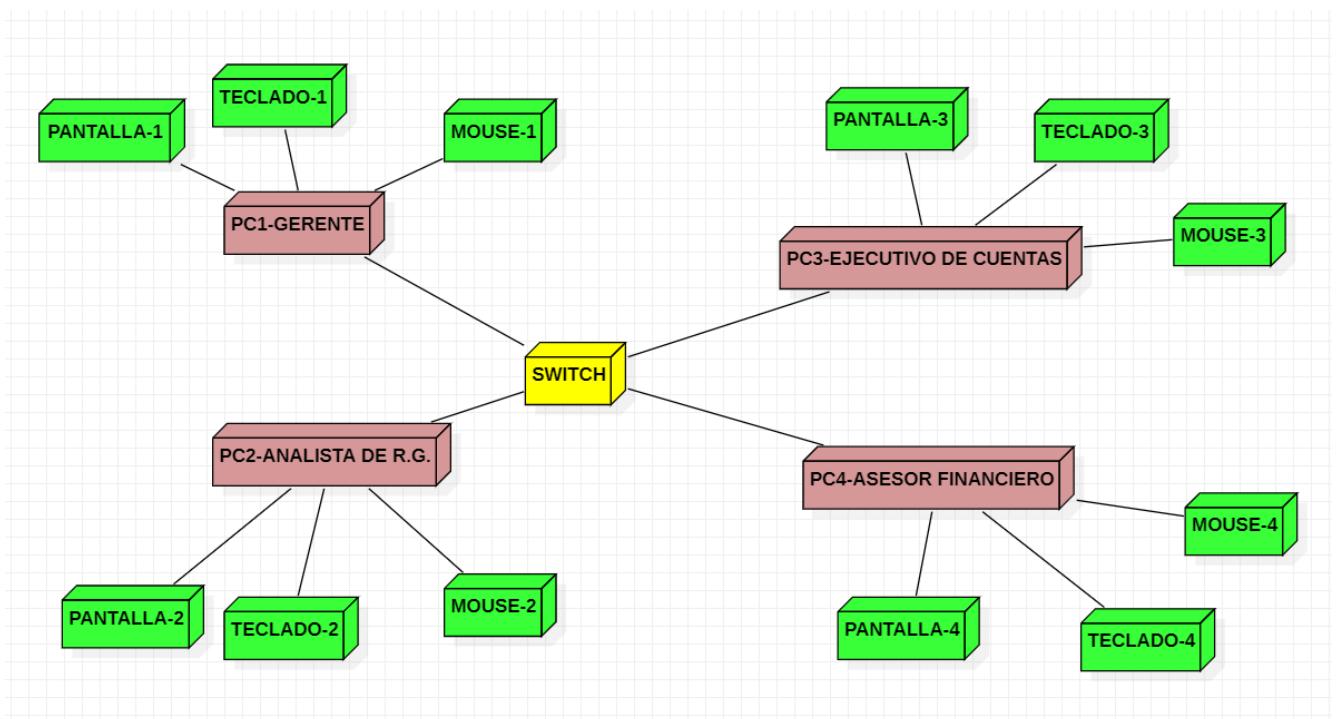 TECLADO-1
PANTALLA-1
MOUSE-1
PC1-GERENTE
PANTALLA-3
TECLADO-3
MOUSE-3
PC3-EJECUTIVO DE CUENTAS
SWITCH
PC2-ANALISTA DE R.G.
PANTALLA-2
TECLADO-2
MOUSE-2
PC4-ASESOR FINANCIERO
MOUSE-4
PANTALLA-4
TECLADO-4